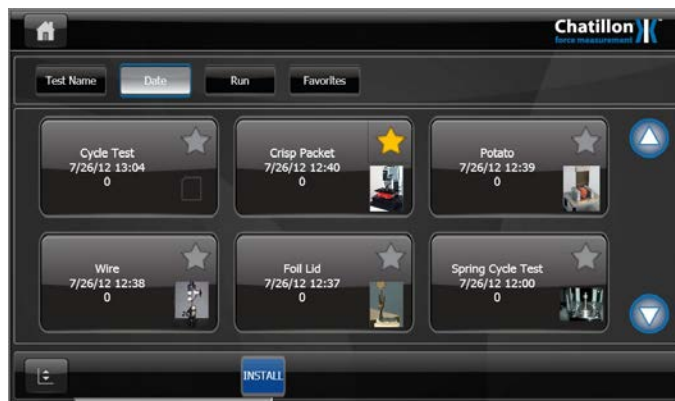 Chatillon
force measurement
Test Name
Date
Run
Favorites
Cycle Test
7/26/12 13:04
0
Crisp Packet
7/26/12 12:40
0
Potato
7/26/12 12:39
0
Wire
7/26/12 12:38
0
Foil Lid
7/26/12 12:37
0
Spring Cycle Test
7/26/12 12:00
0
INSTALL